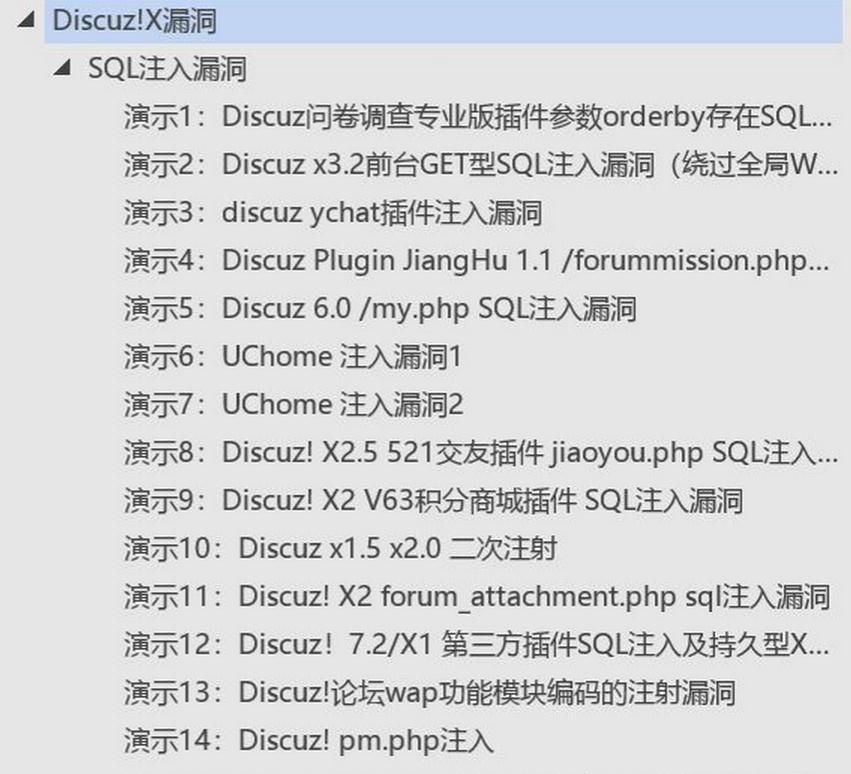 Discuz!X漏洞
SQL注入漏洞
演示1：Discuz问卷调查专业版插件参数orderby存在SQL...
演示2：Discuz x3.2前台GET型SQL注入漏洞（绕过全局W...
演示3：discuz ychat插件注入漏洞
演示4：Discuz Plugin JiangHu 1.1 /forummission.php...
演示5：Discuz 6.0 /my.php SQL注入漏洞
演示6：UChome 注入漏洞1
演示7：UChome 注入漏洞2
演示8：Discuz! X2.5 521交友插件 jiaoyou.php SQL注入...
演示9：Discuz! X2 V63积分商城插件 SQL注入漏洞
演示10：Discuz x1.5 x2.0 二次注射
演示11：Discuz! X2 forum_attachment.php sql注入漏洞
演示12：Discuz！7.2/X1 第三方插件SQL注入及持久型X...
演示13：Discuz!论坛wap功能模块编码的注射漏洞
演示14：Discuz! pm.php注入